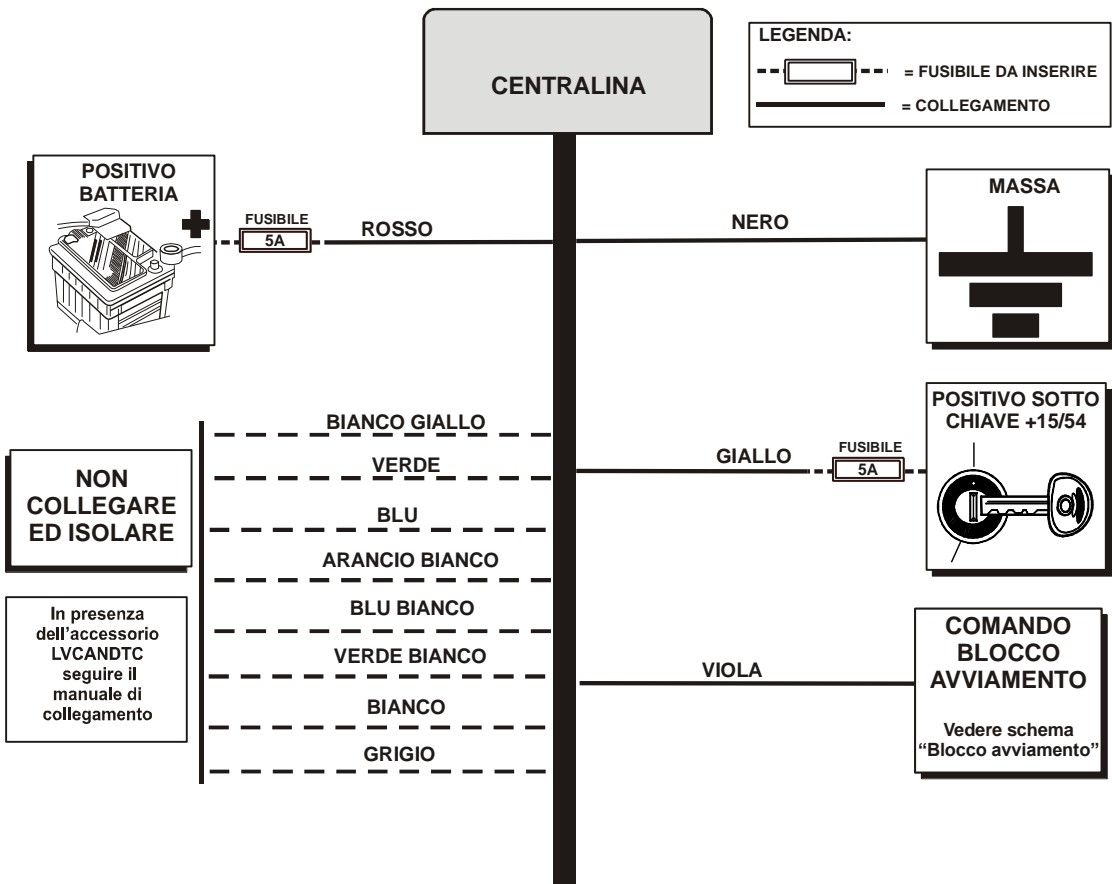 CENTRALINA
LEGENDA:
= FUSIBILE DA INSERIRE
= COLLEGAMENTO
POSITIVO
BATTERIA
FUSIBILE
5A
ROSSO
NERO
MASSA
BIANCO GIALLO
VERDE
BLU
ARANCIO BIANCO
BLU BIANCO
VERDE BIANCO
BIANCO
GRIGIO
NON
COLLEGARE
ED ISOLARE
In presenza
dell'accessorio
LVCANDTC
seguire il
manuale di
collegamento
GIALLO
FUSIBILE
5A
POSITIVO SOTTO
CHIAVE +15/54
VIOLA
COMANDO
BLOCCO
AVVIAMENTO
Vedere schema
“Blocco avviamento”